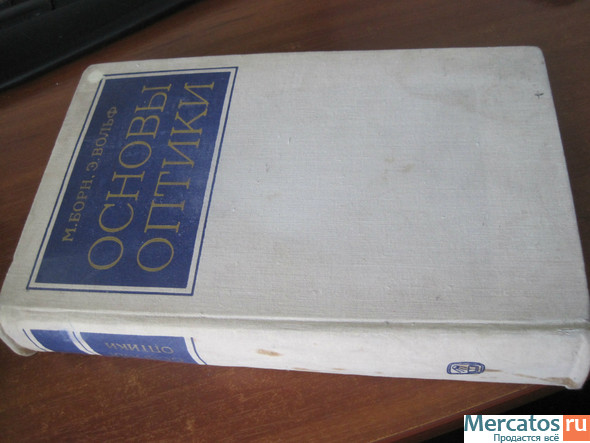 М. БОРН, Э. ВОЛЬФ
ОСНОВЫ
ОПТИКИ
ОПТИКИ
Mercatos.ru
Продастся всё